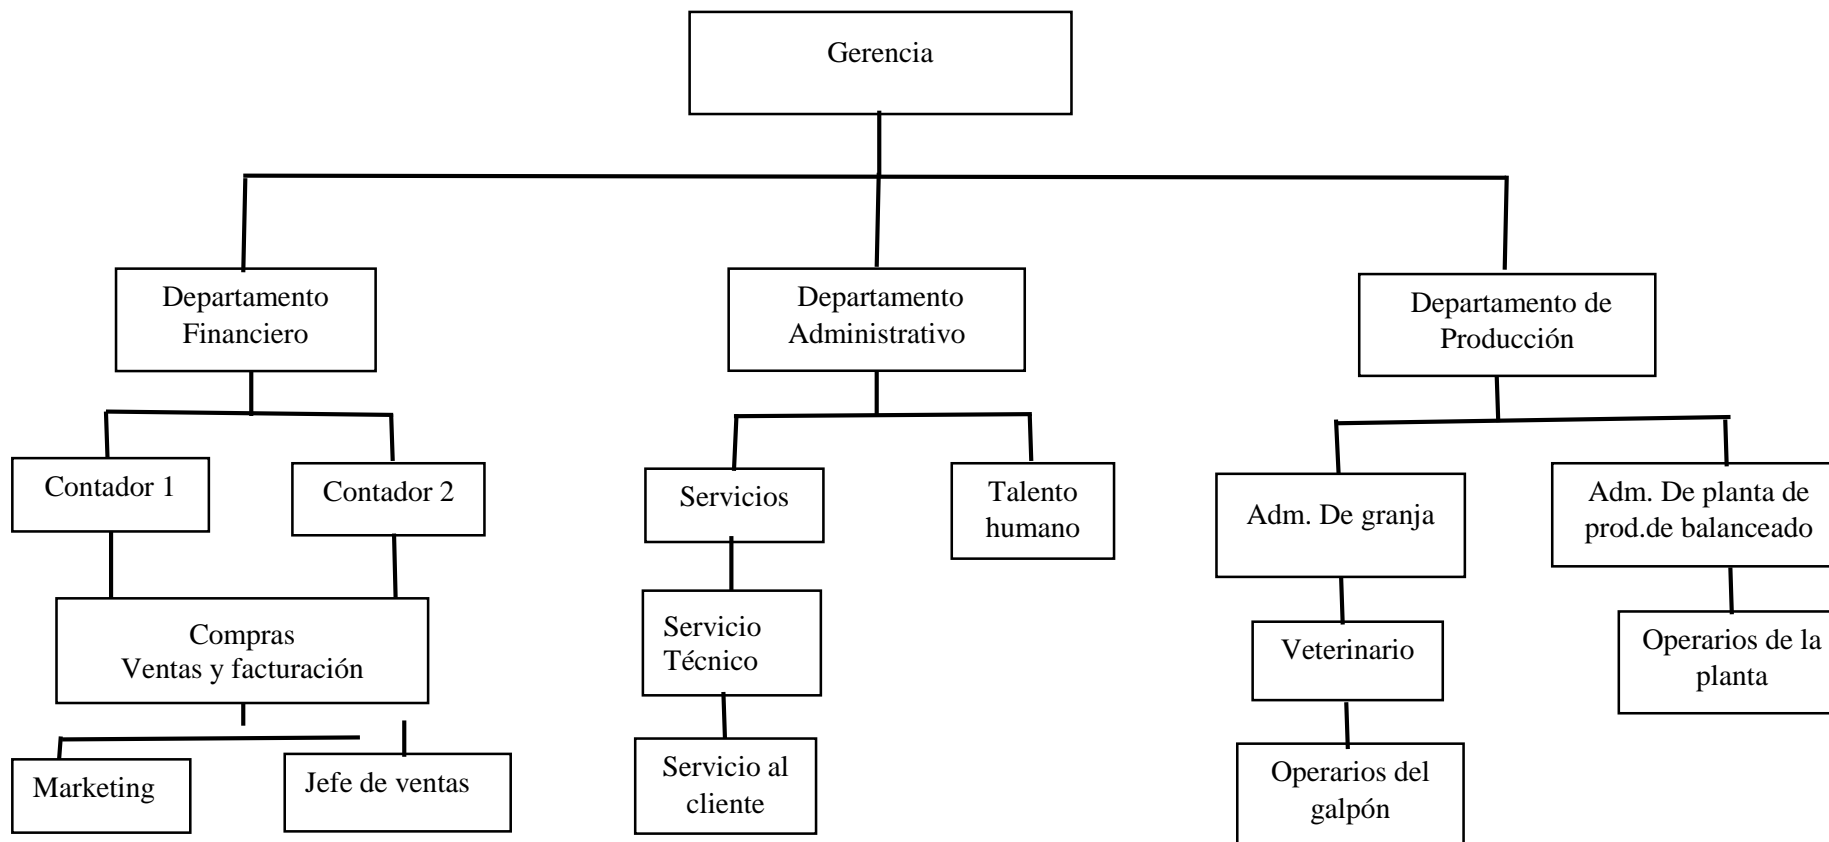 Gerencia
Departamento
Financiero
Departamento
Administrativo
Departamento de
Producción
Contador 1
Contador 2
Servicios
Talento
humano
Adm. De granja
Adm. De planta de
prod.de balanceado
Compras
Ventas y facturación
Servicio
Técnico
Veterinario
Operarios de la
planta
Marketing
Jefe de ventas
Servicio al
cliente
Operarios del
galpón